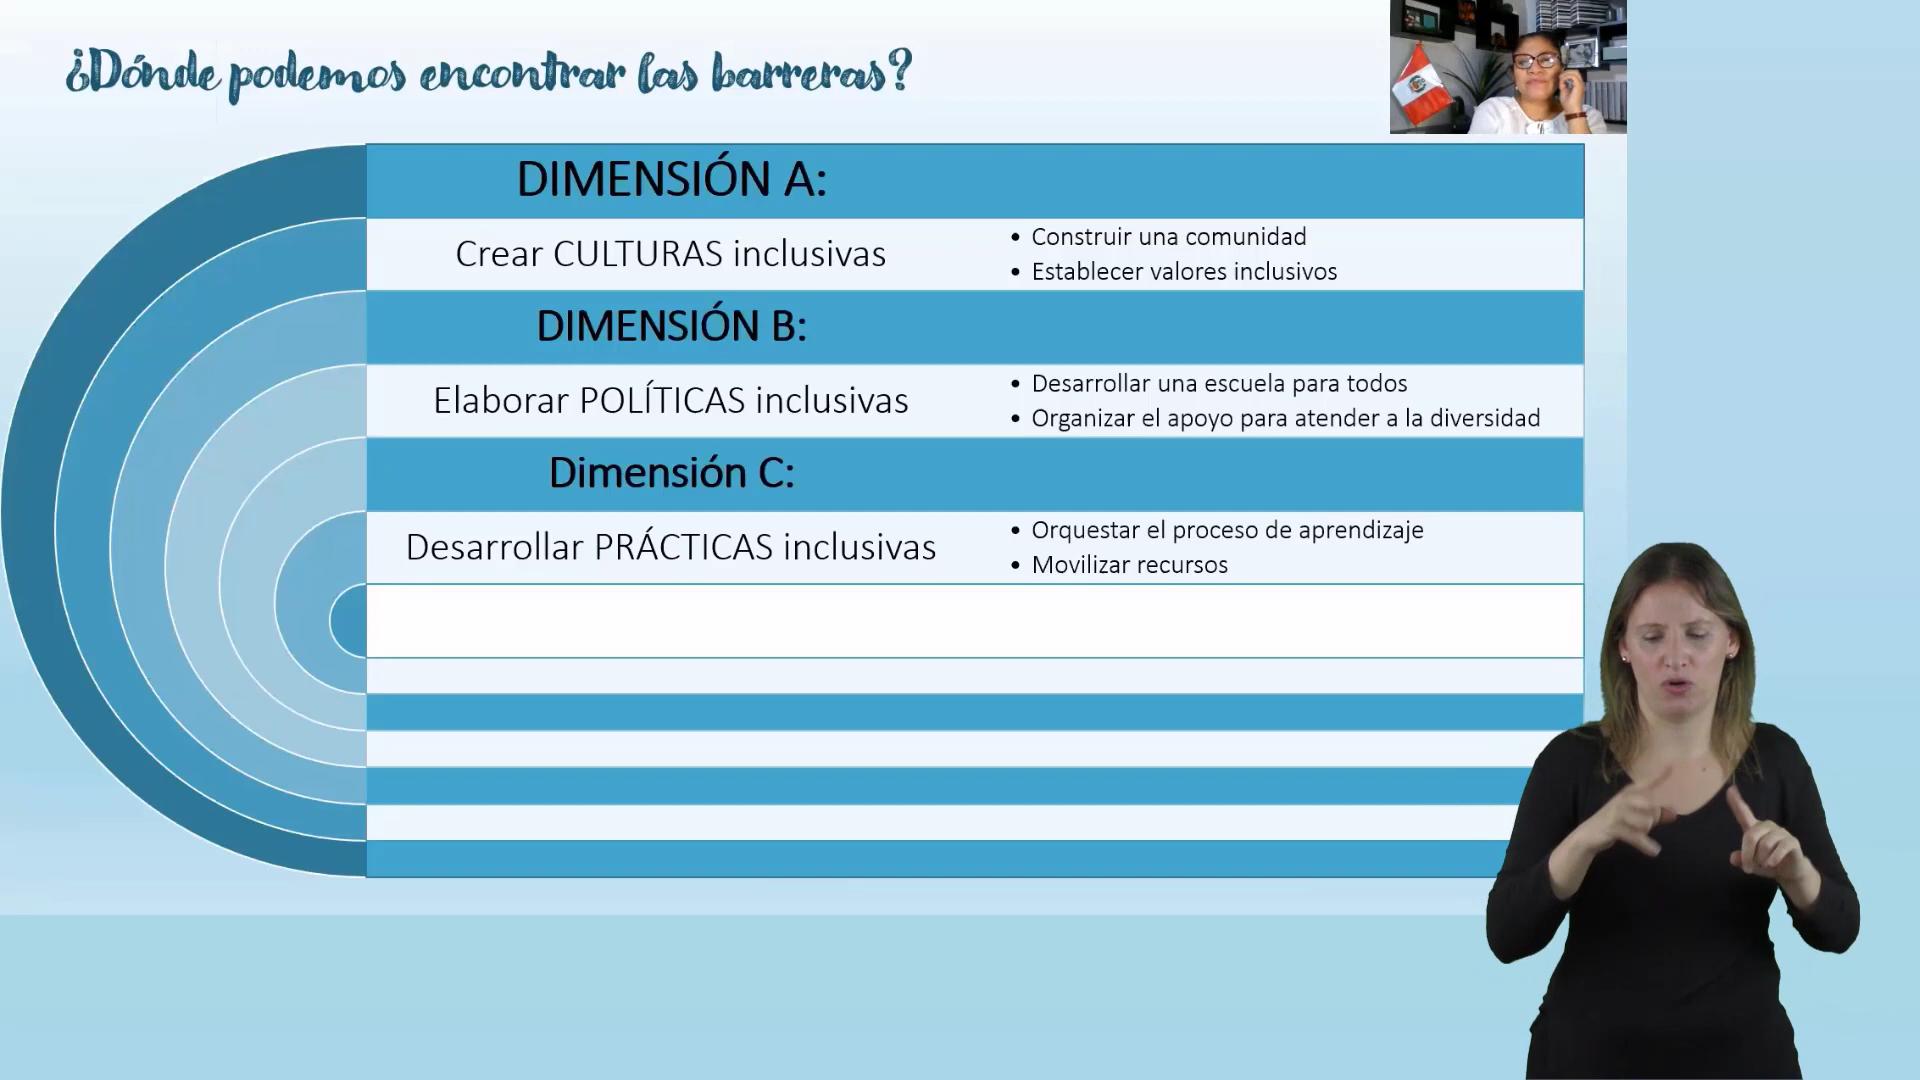 ¿Dónde podemos encontrar las barreras?
DIMENSIÓN A:
Crear CULTURAS inclusivas
• Construir una comunidad
• Establecer valores inclusivos
DIMENSIÓN B:
Elaborar POLÍTICAS inclusivas
• Desarrollar una escuela para todos
• Organizar el apoyo para atender a la diversidad
Dimensión C:
Desarrollar PRÁCTICAS inclusivas
• Orquestar el proceso de aprendizaje
• Movilizar recursos